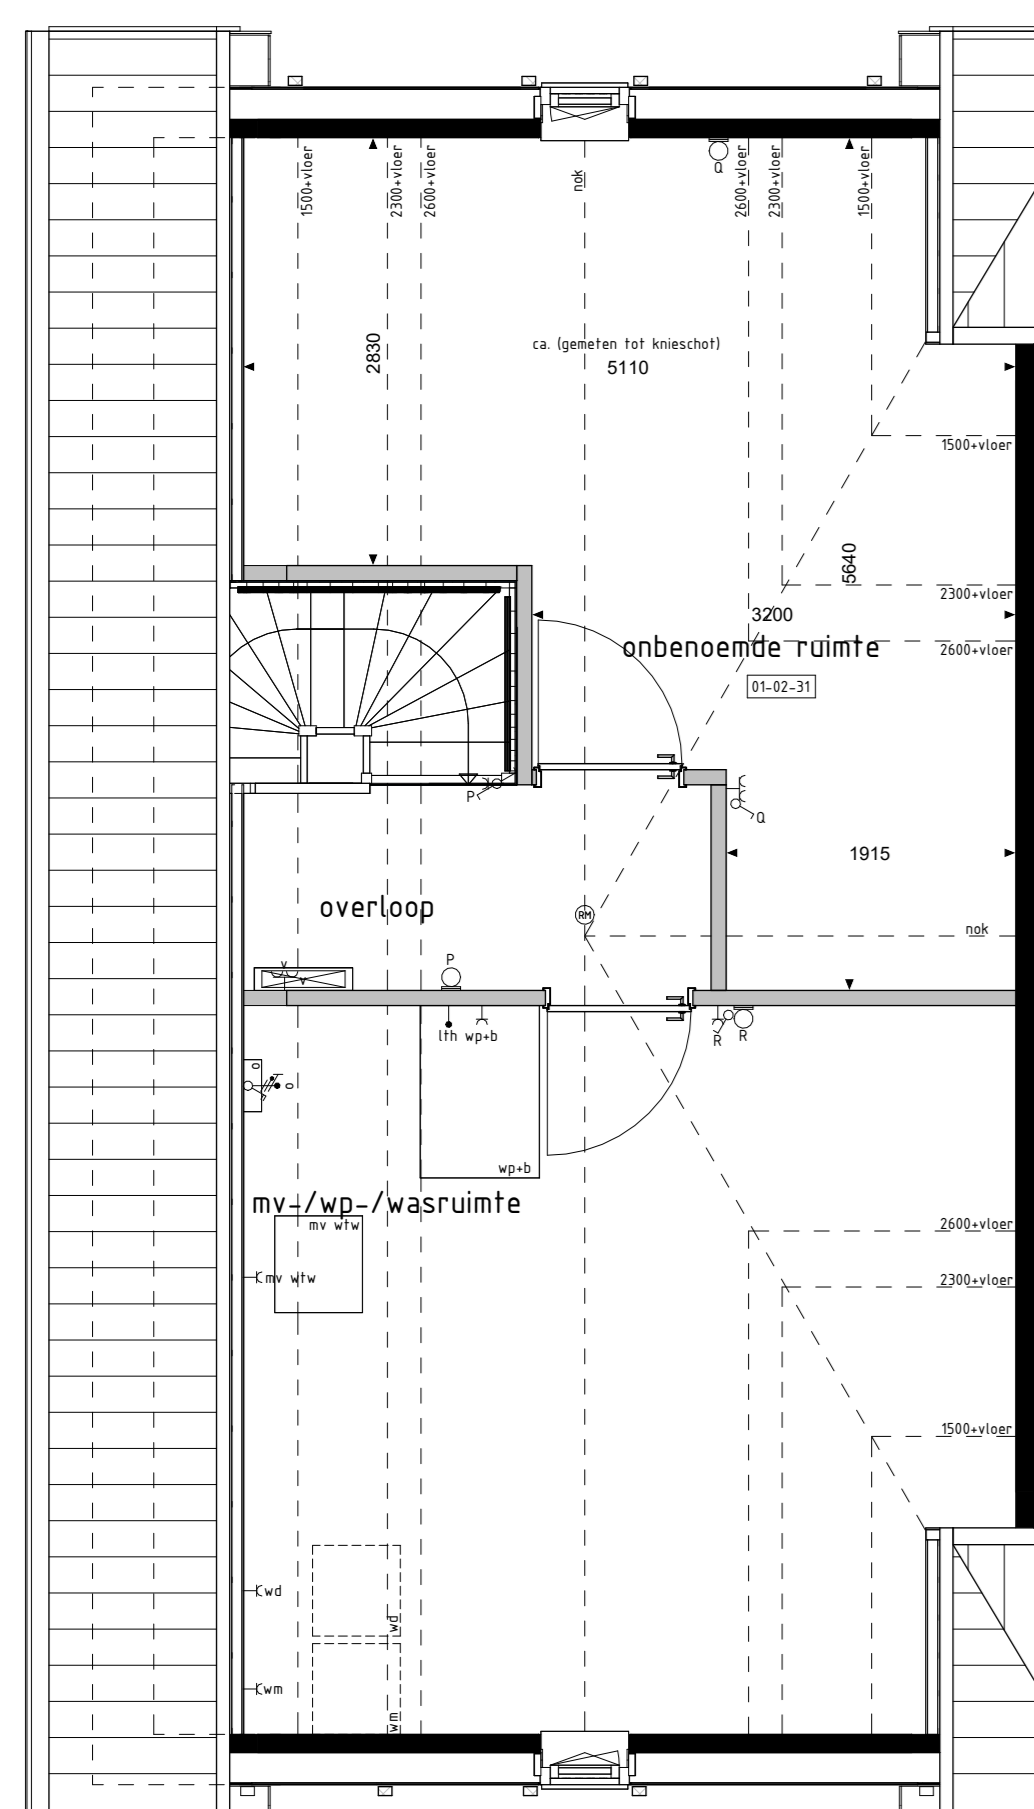 1500+vloer
2300+vloer
2600+vloer
nok
Q
2600+vloer
2300+vloer
1500+vloer
2830
ca. (gemeten tot knieschot)
5110
1500+vloer
5640
2300+vloer
3200
onbenoemde ruimte
2600+vloer
01-02-31
P
Q
1915
overloop
RM
nok
v
v
P
lth wp+b
R
R
o
o
wp+b
mv-/wp-/wasruimte
mv wtw
2600+vloer
mv wtw
2300+vloer
1500+vloer
wd
wd
wm
wm